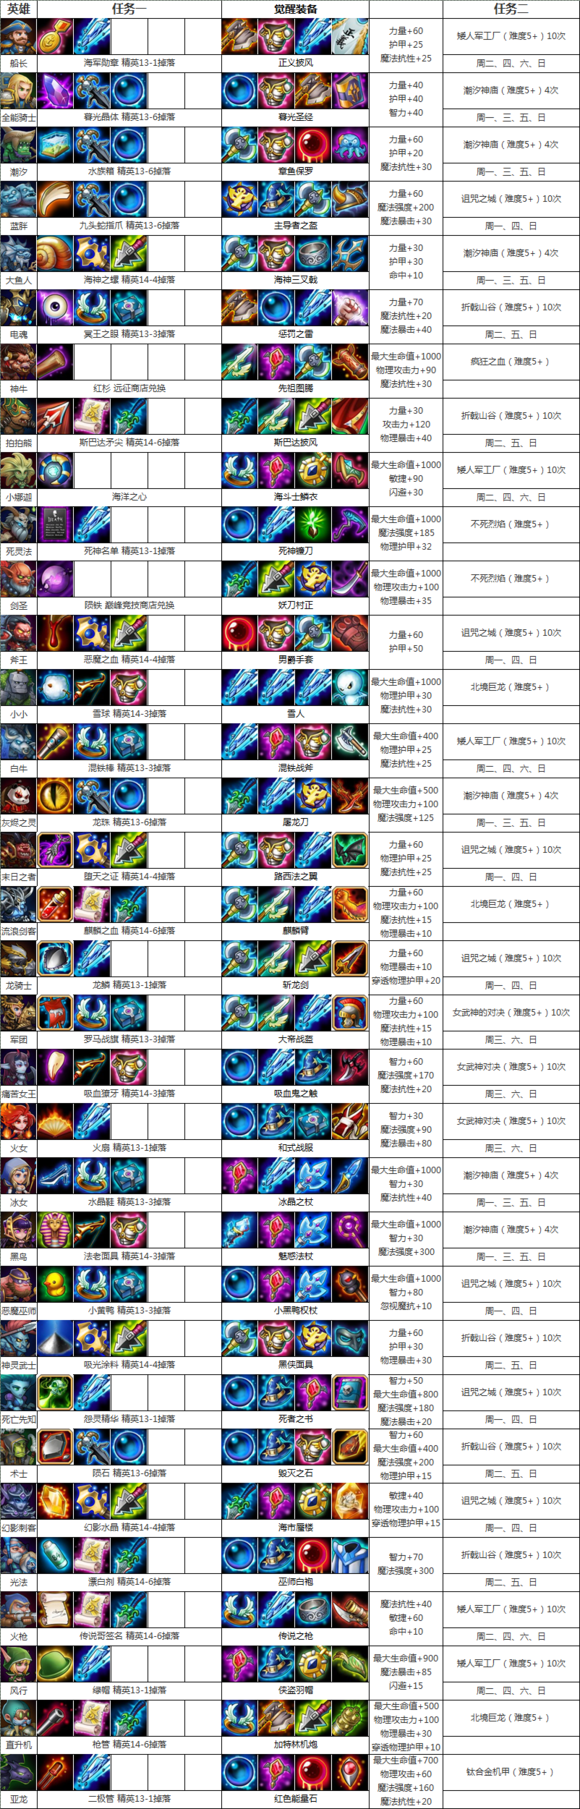 英雄 任务一 觉醒装备 任务二
力量+60
护甲+25
魔法抗性+25
矮人军工厂（难度5+）10次
船长 海军勋章 精英13-1掉落 正义披风 周二、四、六、日
力量+40
护甲+40
智力+40
潮汐神庙（难度5+）4次
全能骑士 眷光晶体 精英13-6掉落 眷光圣经 周一、三、五、日
力量+60
护甲+20
魔法抗性+30
潮汐神庙（难度5+）4次
潮汐 水族箱 精英13-6掉落 章鱼保罗 周一、三、五、日
力量+60
魔法强度+200
魔法暴击+30
诅咒之城（难度5+）10次
蓝胖 九头蛇指爪 精英13-6掉落 主导者之盔 周一、四、日
力量+30
护甲+30
命中+10
潮汐神庙（难度5+）4次
大鱼人 海神之螺 精英14-4掉落 海神三叉戟 周一、三、五、日
力量+70
魔法抗性+20
魔法暴击+40
折戟山谷（难度5+）10次
电魂 冥王之眼 精英13-3掉落 惩罚之雷 周二、五、日
最大生命值+1000
物理攻击力+90
魔法抗性+30
疯狂之血（难度5+）
神牛 红杉 远征商店兑换 先祖图腾
力量+30
攻击力+120
物理暴击+40
折戟山谷（难度5+）10次
拍拍熊 斯巴达矛尖 精英14-6掉落 斯巴达披风 周二、五、日
最大生命值+1000
敏捷+90
闪避+30
矮人军工厂（难度5+）10次
小娜迦 海洋之心 海斗士鳞衣 周二、四、六、日
最大生命值+1000
魔法强度+185
物理护甲+32
不死烈焰（难度5+）
死灵法 死神名单 精英13-1掉落 死神镰刀
最大生命值+1000
物理攻击力+100
物理暴击+35
不死烈焰（难度5+）
剑圣 陨铁 巅峰竞技商店兑换 妖刀村正
力量+60
护甲+50
诅咒之城（难度5+）10次
斧王 恶魔之血 精英14-4掉落 男爵手套 周一、四、日
最大生命值+1000
物理护甲+30
魔法抗性+30
北境巨龙（难度5+）
小小 雪球 精英14-3掉落 雪人
最大生命值+400
物理护甲+25
魔法抗性+25
矮人军工厂（难度5+）10次
白牛 混铁棒 精英13-3掉落 混铁战斧 周二、四、六、日
最大生命值+500
物理攻击力+100
魔法强度+125
潮汐神庙（难度5+）4次
灰烬之灵 龙珠 精英13-6掉落 屠龙刀 周一、三、五、日
力量+60
物理护甲+25
魔法抗性+25
诅咒之城（难度5+）10次
末日之者 堕天之证 精英14-4掉落 路西法之翼 周一、四、日
力量+60
物理攻击力+100
魔法抗性+15
物理暴击+10
北境巨龙（难度5+）
流浪剑客 麒麟之血 精英14-6掉落 麒麟臂
力量+60
物理暴击+10
穿透物理护甲+20
诅咒之城（难度5+）10次
龙骑士 龙鳞 精英13-1掉落 斩龙剑 周一、四、日
力量+60
物理攻击力+100
魔法抗性+15
物理暴击+10
女武神的对决（难度5+）10次
军团 罗马战旗 精英13-3掉落 大帝战盔 周三、六、日
智力+60
魔法强度+170
魔法抗性+20
女武神对决（难度5+）10次
痛苦女王 吸血獠牙 精英14-3掉落 吸血鬼之触 周三、六、日
智力+30
魔法强度+90
魔法暴击+80
女武神对决（难度5+）10次
火女 火扇 精英13-1掉落 和式战服 周三、六、日
最大生命值+1000
智力+30
魔法抗性+40
潮汐神庙（难度5+）4次
冰女 水晶鞋 精英13-3掉落 冰晶之杖 周一、三、五、日
最大生命值+1000
智力+30
魔法强度+300
潮汐神庙（难度5+）4次
黑鸟 法老面具 精英14-3掉落 魅惑法杖 周一、三、五、日
最大生命值+1000
智力+80
忽视魔抗+10
诅咒之城（难度5+）10次
恶魔巫师 小黄鸭 精英13-3掉落 小黑鸭权杖 周一、四、日
力量+60
护甲+30
物理暴击+30
折戟山谷（难度5+）10次
神灵武士 吸光涂料 精英14-4掉落 黑侠面具 周二、五、日
智力+50
最大生命值+800
魔法强度+180
魔法暴击+20
诅咒之城（难度5+）10次
死亡先知 怨灵精华 精英13-1掉落 死者之书 周一、四、日
智力+60
最大生命值+400
魔法强度+200
物理护甲+15
折戟山谷（难度5+）10次
术士 陨石 精英13-6掉落 毁灭之石 周二、五、日
敏捷+40
物理攻击力+100
穿透物理护甲+15
诅咒之城（难度5+）10次
幻影刺客 幻影水晶 精英14-4掉落 海市蜃楼 周一、四、日
智力+70
魔法强度+300
折戟山谷（难度5+）10次
光法 漂白剂 精英14-6掉落 巫师白袍 周二、五、日
魔法抗性+40
敏捷+60
命中+10
矮人军工厂（难度5+）10次
火枪 传说哥签名 精英14-6掉落 传说之枪 周二、四、六、日
最大生命值+900
魔法暴击+85
闪避+15
矮人军工厂（难度5+）10次
风行 绿帽 精英13-1掉落 侠盗羽帽 周二、四、六、日
最大生命值+500
物理攻击力+100
物理暴击+30
穿透物理护甲+10
北境巨龙（难度5+）
直升机 枪管 精英14-6掉落 加特林机炮
最大生命值+700
物理攻击+60
魔法强度+160
魔法抗性+20
钛合金机甲（难度5+）
亚龙 二极管 精英13-1掉落 红色能量石